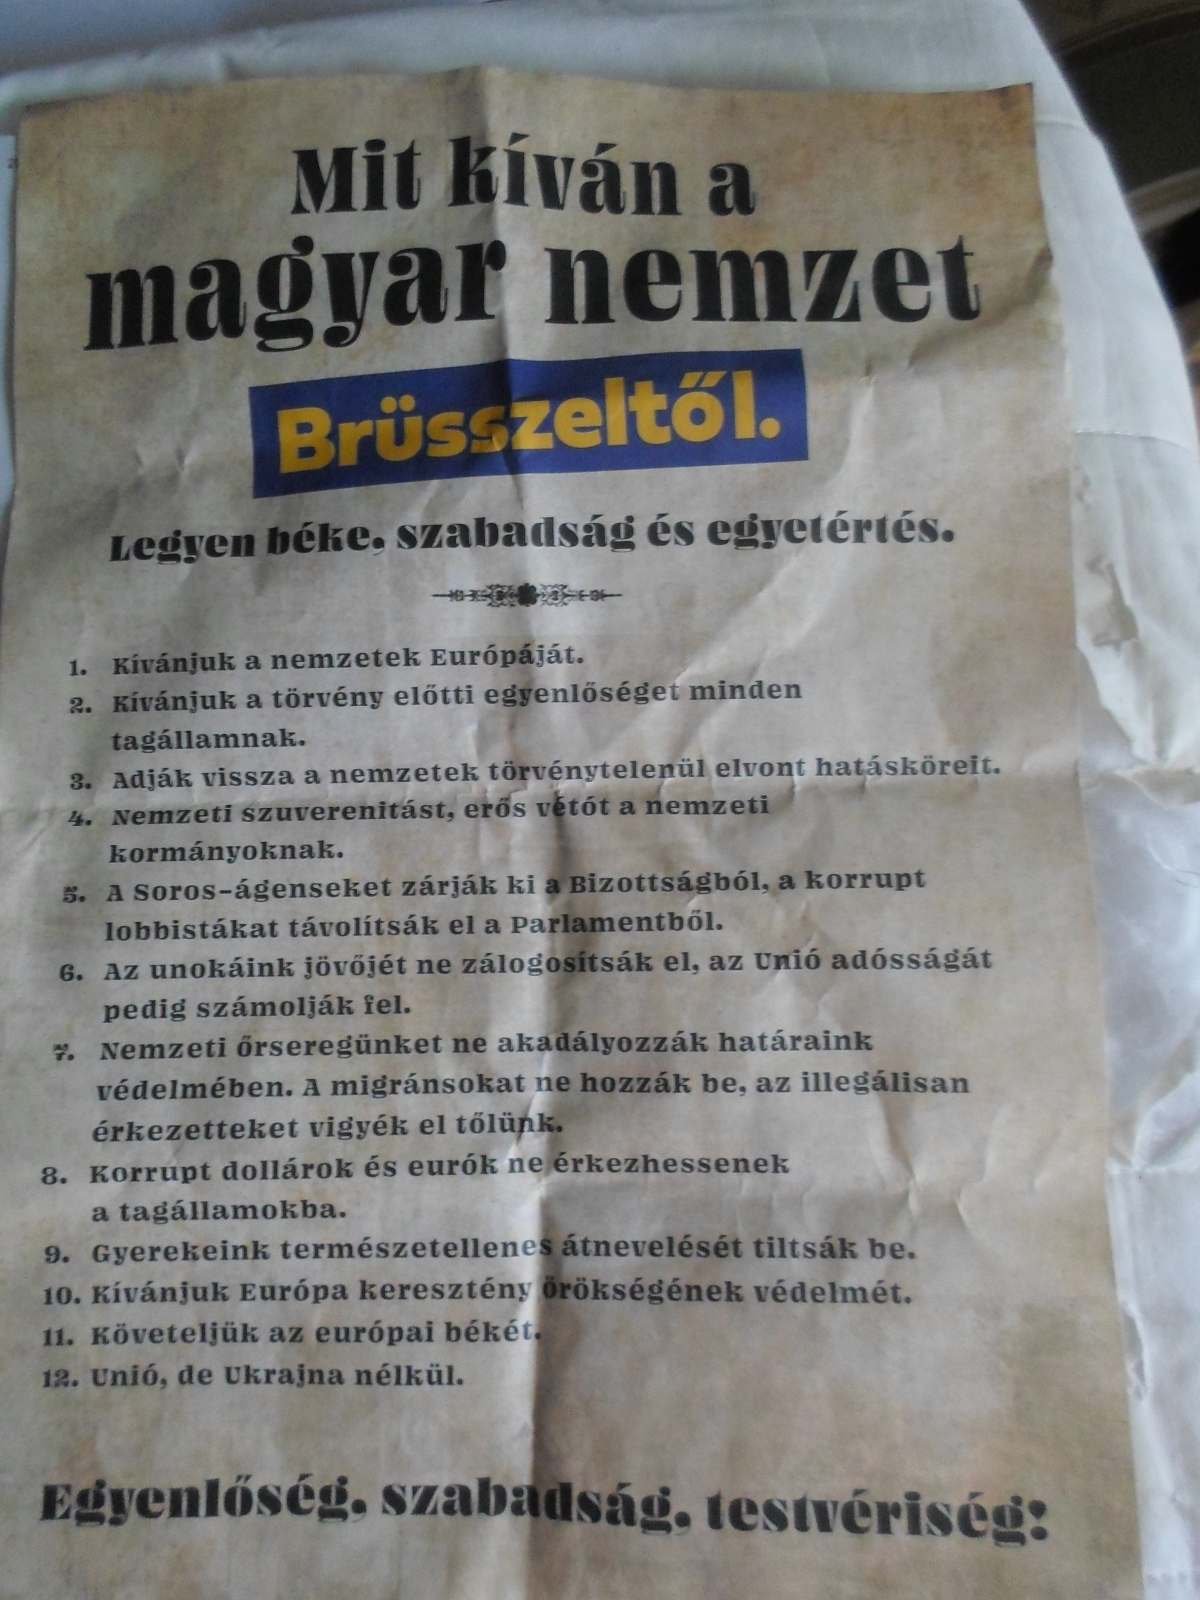 Mit kíván a
magyar nemzet
Brüsszeltől.
Legyen béke, szabadság és egyetértés.
1. Kívánjuk a nemzetek Európáját.
2. Kívánjuk a törvény előtti egyenlőséget minden
tagállamnak.
3. Adják vissza a nemzetek törvénytelenül elvont hatásköreit.
4. Nemzeti szuverenitást, erős vétót a nemzeti
kormányoknak.
5. A Soros-ágenseket zárják ki a Bizottságból, a korrupt
lobbistákat távolítsák el a Parlamentből.
6. Az unokáink jövőjét ne zálogosítsák el, az Unió adósságát
pedig számolják fel.
7. Nemzeti őrseregünket ne akadályozzák határaink
védelmében. A migránsokat ne hozzák be, az illegálisan
érkezetteket vigyék el tőlünk.
8. Korrupt dollárok és eurók ne érkezhessenek
a tagállamokba.
9. Gyerekeink természetellenes átnevelését tiltsák be.
10. Kívánjuk Európa keresztény örökségének védelmét.
11. Követeljük az európai békét.
12. Unió, de Ukrajna nélkül.
Egyenlőség, szabadság, testvériség!